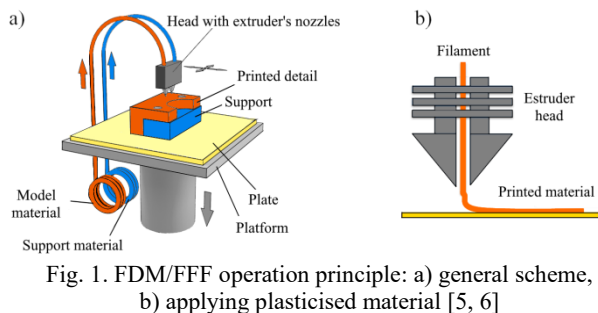 a)
Head with extruder's nozzles
Printed detail
Support
Model
material
Support material
Plate
Platform
b)
Filament
Estruder
head
Printed material
Fig. 1. FDM/FFF operation principle: a) general scheme,
b) applying plasticised material [5, 6]